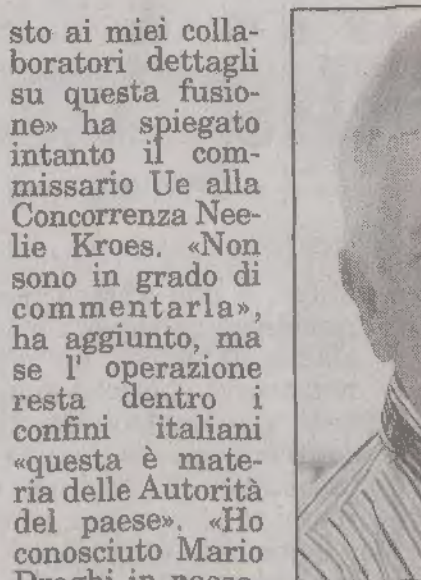 sto ai miei colla-
boratori dettagli
su questa fusio-
ne» ha spiegato
intanto il com-
missario Ue alla
Concorrenza Nee-
lie Kroes. «Non
sono in grado di
commentarla»,
ha aggiunto, ma
se l' operazione
resta dentro i
confini italiani
«questa è mate-
ria delle Autorità
del paese». «Ho
conosciuto Mario